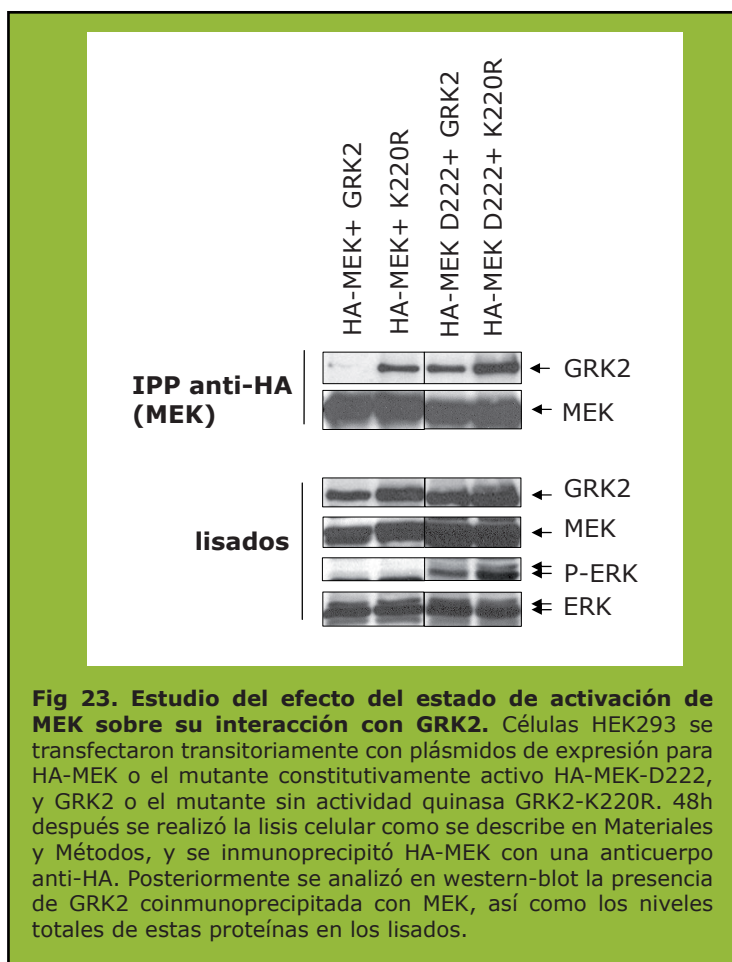 HA-MEK+ GRK2
HA-MEK+ K220R
HA-MEK D222+ GRK2
HA-MEK D222+ K220R
IPP anti-HA
(MEK)
GRK2
MEK
lisados
GRK2
MEK
P-ERK
ERK
Fig 23. Estudio del efecto del estado de activación de
MEK sobre su interacción con GRK2. Células HEK293 se
transfectaron transitoriamente con plásmidos de expresión para
HA-MEK o el mutante constitutivamente activo HA-MEK-D222,
y GRK2 o el mutante sin actividad quinasa GRK2-K220R. 48h
después se realizó la lisis celular como se describe en Materiales
y Métodos, y se inmunoprecipitó HA-MEK con una anticuerpo
anti-HA. Posteriormente se analizó en western-blot la presencia
de GRK2 coinmunoprecipitada con MEK, así como los niveles
totales de estas proteínas en los lisados.